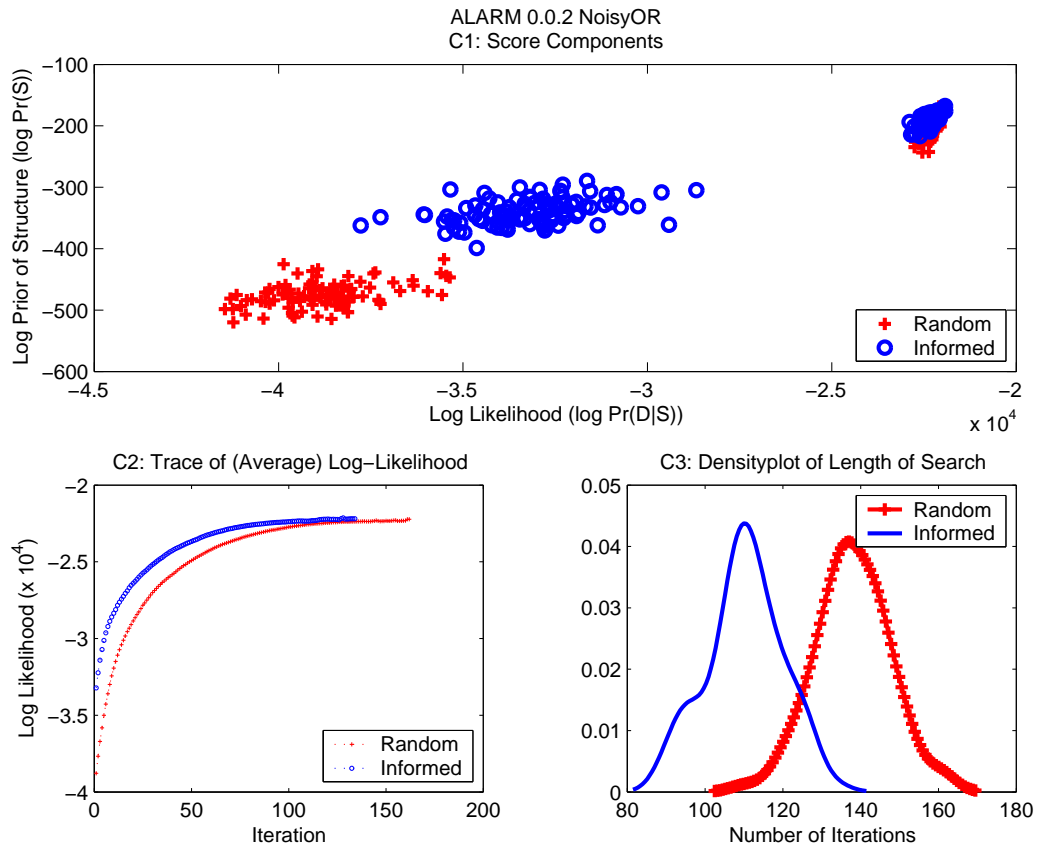 ALARM 0.0.2 NoisyOR
C1: Score Components
Log Prior of Structure (log Pr(S))
−100
−200
−300
−400
−500
−600
−4.5
−4
−3.5
−3
−2.5
−2
Log Likelihood (log Pr(D|S))
x 10^4
Random
Informed
C2: Trace of (Average) Log−Likelihood
Log Likelihood (x 10^4)
−2
−2.5
−3
−3.5
−4
0
50
100
150
200
Iteration
Random
Informed
C3: Densityplot of Length of Search
0.05
0.04
0.03
0.02
0.01
0
80
100
120
140
160
180
Number of Iterations
Random
Informed